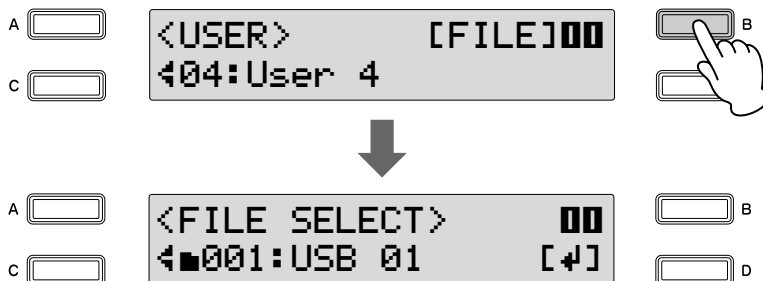 A
<USER> [FILE]
B
◀04:User 4
C
A
<FILE SELECT>
B
◀001:USB 01 [↲]
C
D